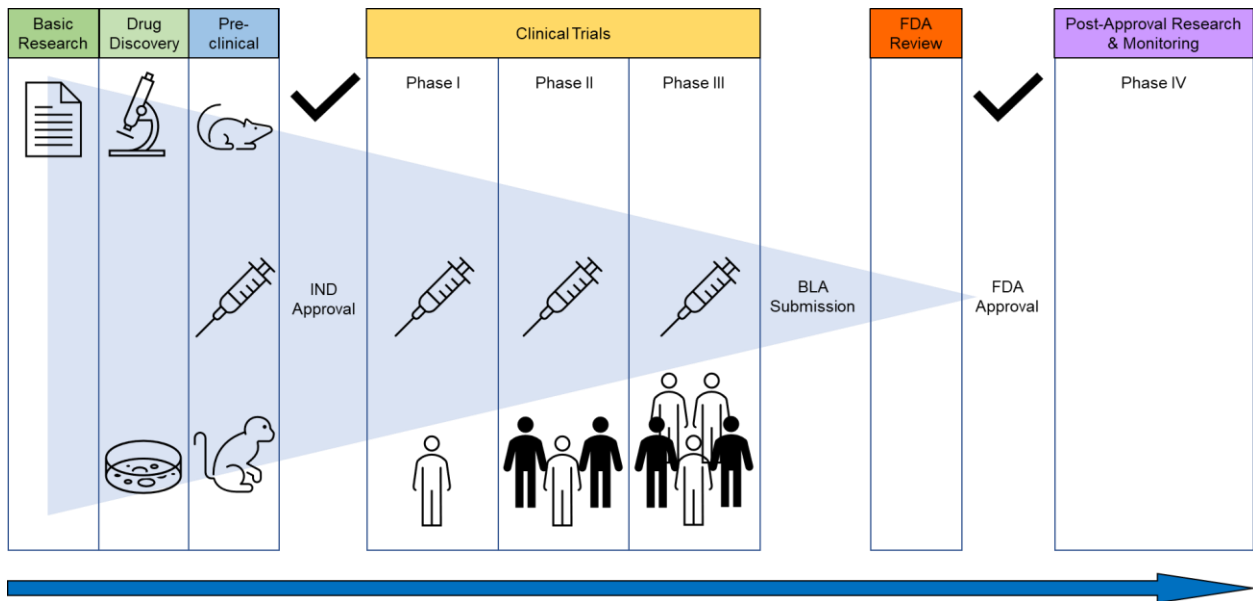 Basic
Research
Drug
Discovery
Pre-
clinical
Clinical Trials
FDA
Review
Post-Approval Research
& Monitoring
Phase I
Phase II
Phase III
Phase IV
IND
Approval
BLA
Submission
FDA
Approval